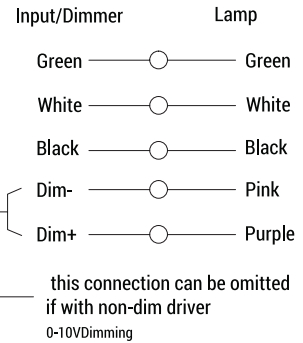 Input/Dimmer Lamp
Green Green
White White
Black Black
Dim- Pink
Dim+ Purple
this connection can be omitted
if with non-dim driver
0-10VDimming